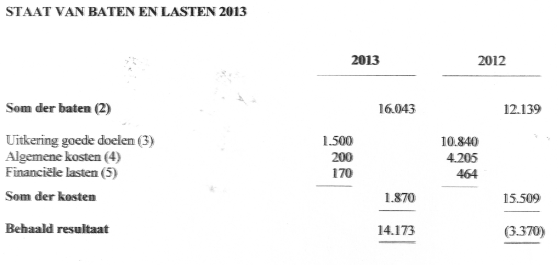 STAAT VAN BATEN EN LASTEN 2013
2013 2012
Som der baten (2) 16.043 12.139
Uitkering goede doelen (3) 1.500 10.840
Algemene kosten (4) 200 4.205
Financiële lasten (5) 170 464
Som der kosten 1.870 15.509
Behaald resultaat 14.173 (3.370)